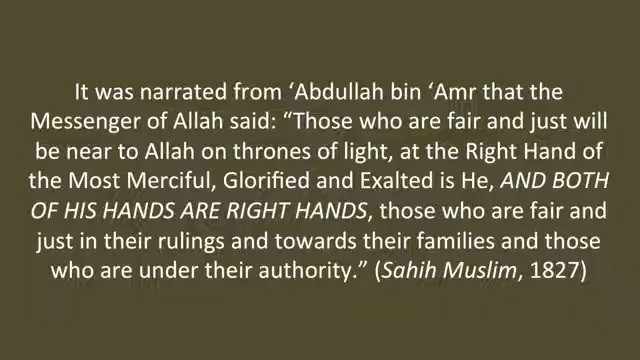 It was narrated from ‘Abdullah bin ‘Amr that the
Messenger of Allah said: “Those who are fair and just will
be near to Allah on thrones of light, at the Right Hand of
the Most Merciful, Glorified and Exalted is He, AND BOTH
OF HIS HANDS ARE RIGHT HANDS, those who are fair and
just in their rulings and towards their families and those
who are under their authority.” (Sahih Muslim, 1827)